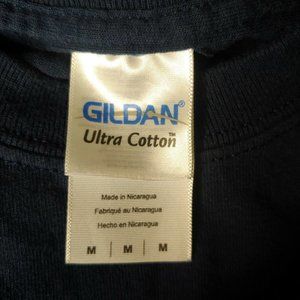 GILDAN®
Ultra Cotton™
Made in Nicaragua
Fabriqué au Nicaragua
Hecho en Nicaragua
M | M | M